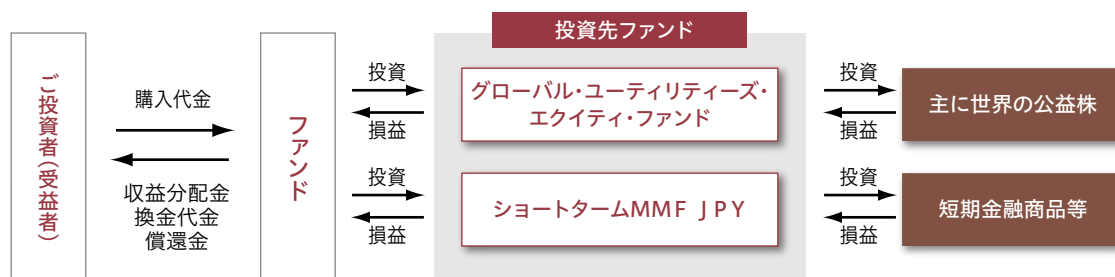 ご投資者(受益者)
購入代金
収益分配金
換金代金
償還金
ファンド
投資
損益
投資
損益
投資先ファンド
グローバル・ユーティリティーズ・
エクイティ・ファンド
ショートタームMMF JPY
投資
損益
投資
損益
主に世界の公益株
短期金融商品等